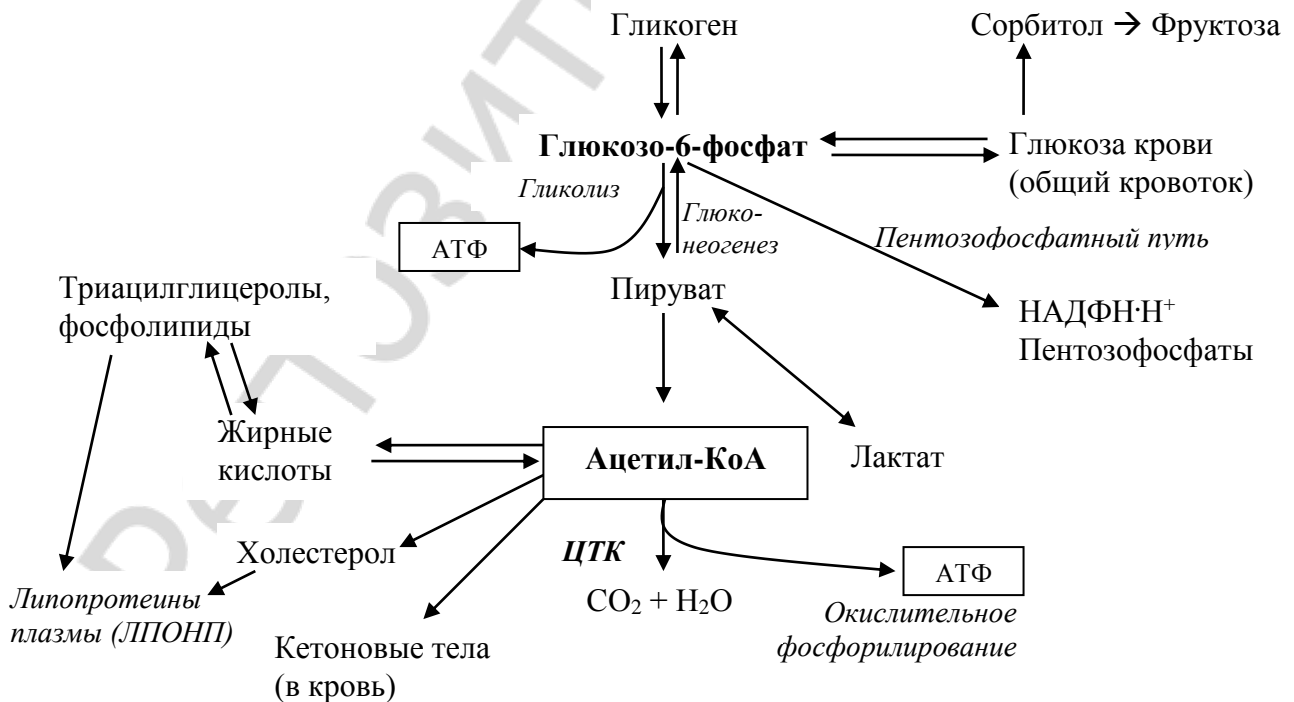 Гликоген
Сорбитол → Фруктоза
Глюкозо-6-фосфат
Глюкоза крови
(общий кровоток)
Гликолиз
Глюко-
неогенез
Пентозофосфатный путь
АТФ
Триацилглицеролы,
фосфолипиды
Пируват
НАДФН·Н⁺
Пентозофосфаты
Жирные
кислоты
Ацетил-КоА
Лактат
Холестерол
ЦТК
АТФ
Липопротеины
плазмы (ЛПОНП)
CO₂ + H₂O
Окислительное
фосфорилирование
Кетоновые тела
(в кровь)